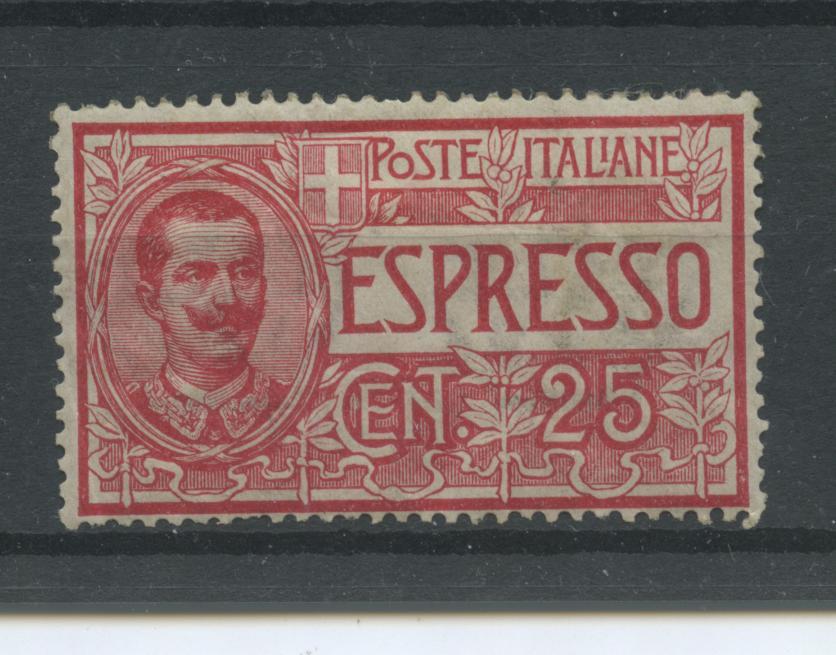 POSTE ITALIANE
ESPRESSO
CENT. 25